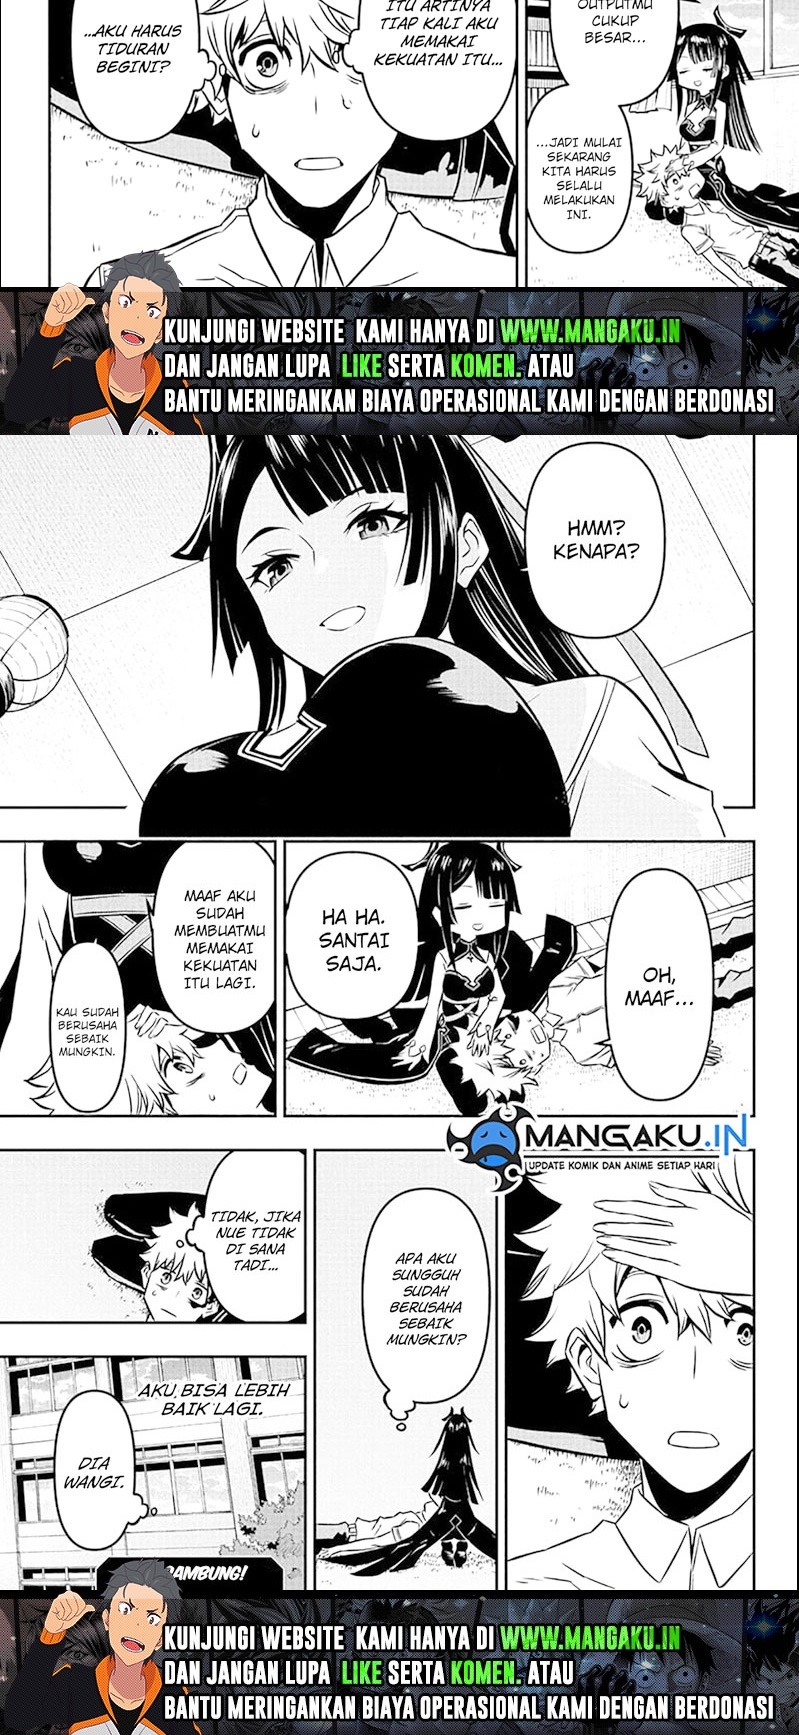 OUTPUTMU
CUKUP
BESAR...
...JADI MULAI
SEKARANG
KITA HARUS
SELALU
MELAKUKAN
INI.
ITU ARTINYA
TIAP KALI AKU
MEMAKAI
KEKUATAN ITU...
...AKU HARUS
TIDURAN
BEGINI?
KUNJUNGI WEBSITE KAMI HANYA DI WWW.MANGAKU.IN
DAN JANGAN LUPA LIKE SERTA KOMEN. ATAU
BANTU MERINGANKAN BIAYA OPERASIONAL KAMI DENGAN BERDONASI
HMM?
KENAPA?
OH,
MAAF...
HA HA.
SANTAI
SAJA.
MAAF AKU
SUDAH
MEMBUATMU
MEMAKAI
KEKUATAN
ITU LAGI.
KAU SUDAH
BERUSAHA
SEBAIK
MUNGKIN.
MANGAKU.IN
UPDATE KOMIK DAN ANIME SETIAP HARI
APA AKU
SUNGGUH
SUDAH
BERUSAHA
SEBAIK
MUNGKIN?
TIDAK, JIKA
NUE TIDAK
DI SANA
TADI...
AKU BISA LEBIH
BAIK LAGI.
DIA
WANGI.
KUNJUNGI WEBSITE KAMI HANYA DI WWW.MANGAKU.IN
DAN JANGAN LUPA LIKE SERTA KOMEN. ATAU
BANTU MERINGANKAN BIAYA OPERASIONAL KAMI DENGAN BERDONASI